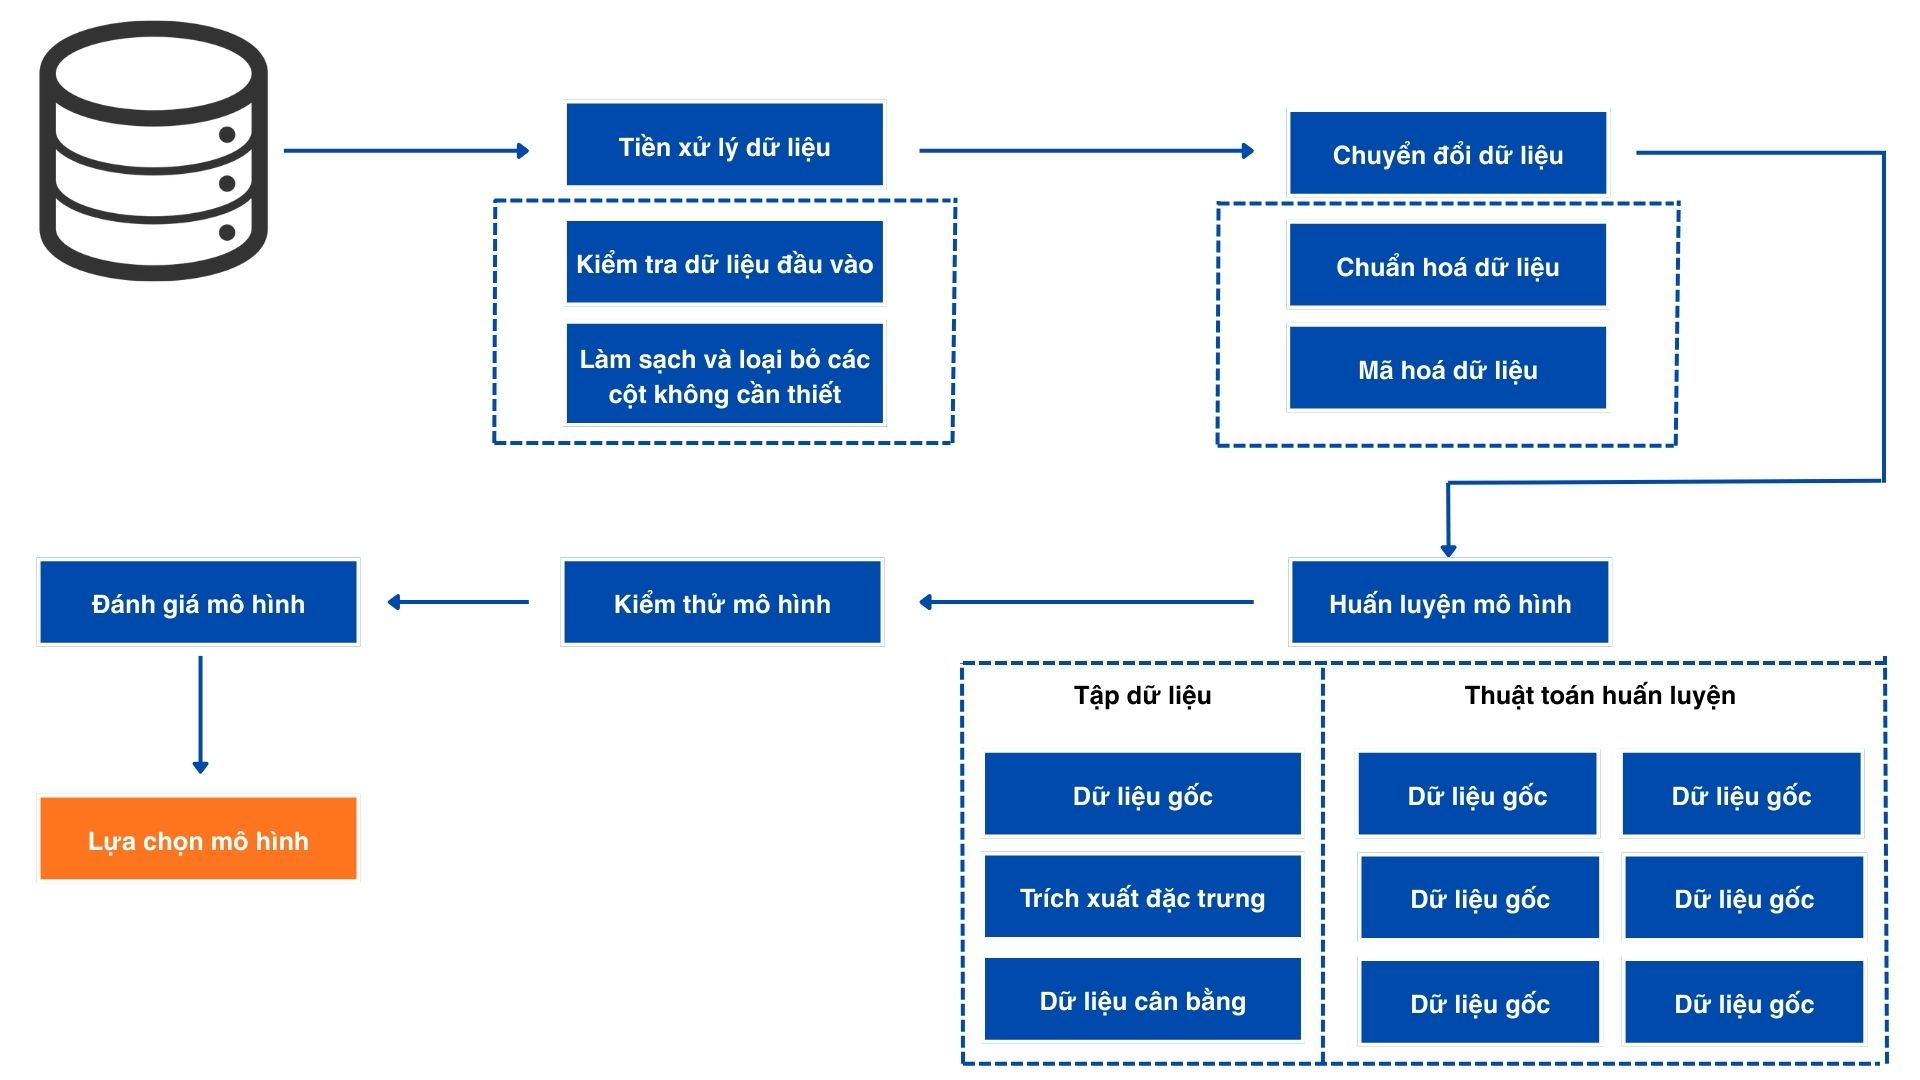 Tiền xử lý dữ liệu
Kiểm tra dữ liệu đầu vào
Làm sạch và loại bỏ các
cột không cần thiết
Chuyển đổi dữ liệu
Chuẩn hoá dữ liệu
Mã hoá dữ liệu
Huấn luyện mô hình
Kiểm thử mô hình
Đánh giá mô hình
Lựa chọn mô hình
Tập dữ liệu
Dữ liệu gốc
Trích xuất đặc trưng
Dữ liệu cân bằng
Thuật toán huấn luyện
Dữ liệu gốc
Dữ liệu gốc
Dữ liệu gốc
Dữ liệu gốc
Dữ liệu gốc
Dữ liệu gốc